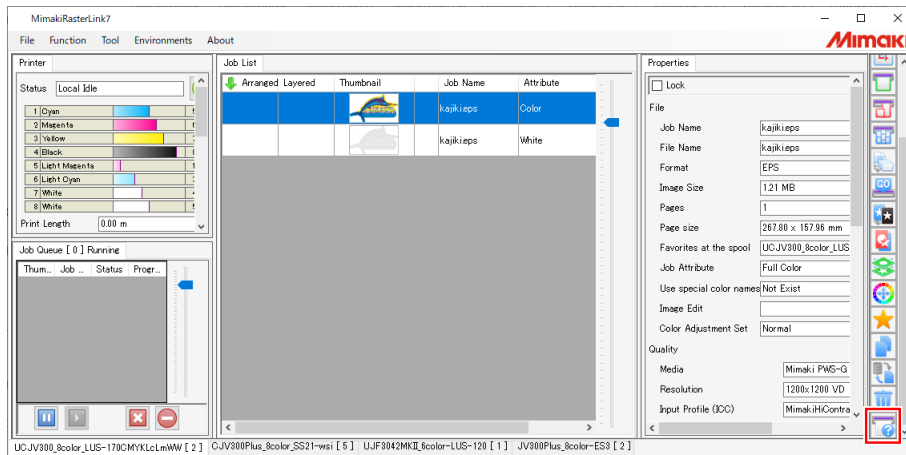 MimakiRasterLink7
File Function Tool Environments About
Mimaki
Printer
Status Local Idle
1 Cyan
2 Magenta
3 Yellow
4 Black
5 Light Magenta
6 Light Cyan
7 White
8 White
Print Length 0.00 m
Job Queue [ 0 ] Running
Thum... Job ... Status Progr...
Job List
Arranged Layered Thumbnail Job Name Attribute
kajiki.eps Color
kajiki.eps White
Properties
Lock
File
Job Name kajiki.eps
File Name kajiki.eps
Format EPS
Image Size 1.21 MB
Pages 1
Page size 267.80 x 157.96 mm
Favorites at the spool UCJV300_8color_LUS
Job Attribute Full Color
Use special color names Not Exist
Image Edit
Color Adjustment Set Normal
Quality
Media Mimaki PWS-G
Resolution 1200x1200 VD
Input Profile (ICC) MimakiHiContra
GO
UCJV300_8color_LUS-170CMYKLcLmWW [ 2 ] CJV300Plus_8color_SS21-wsi [ 5 ] UJF3042MKII_6color-LUS-120 [ 1 ] JV300Plus_8color-ES3 [ 2 ]